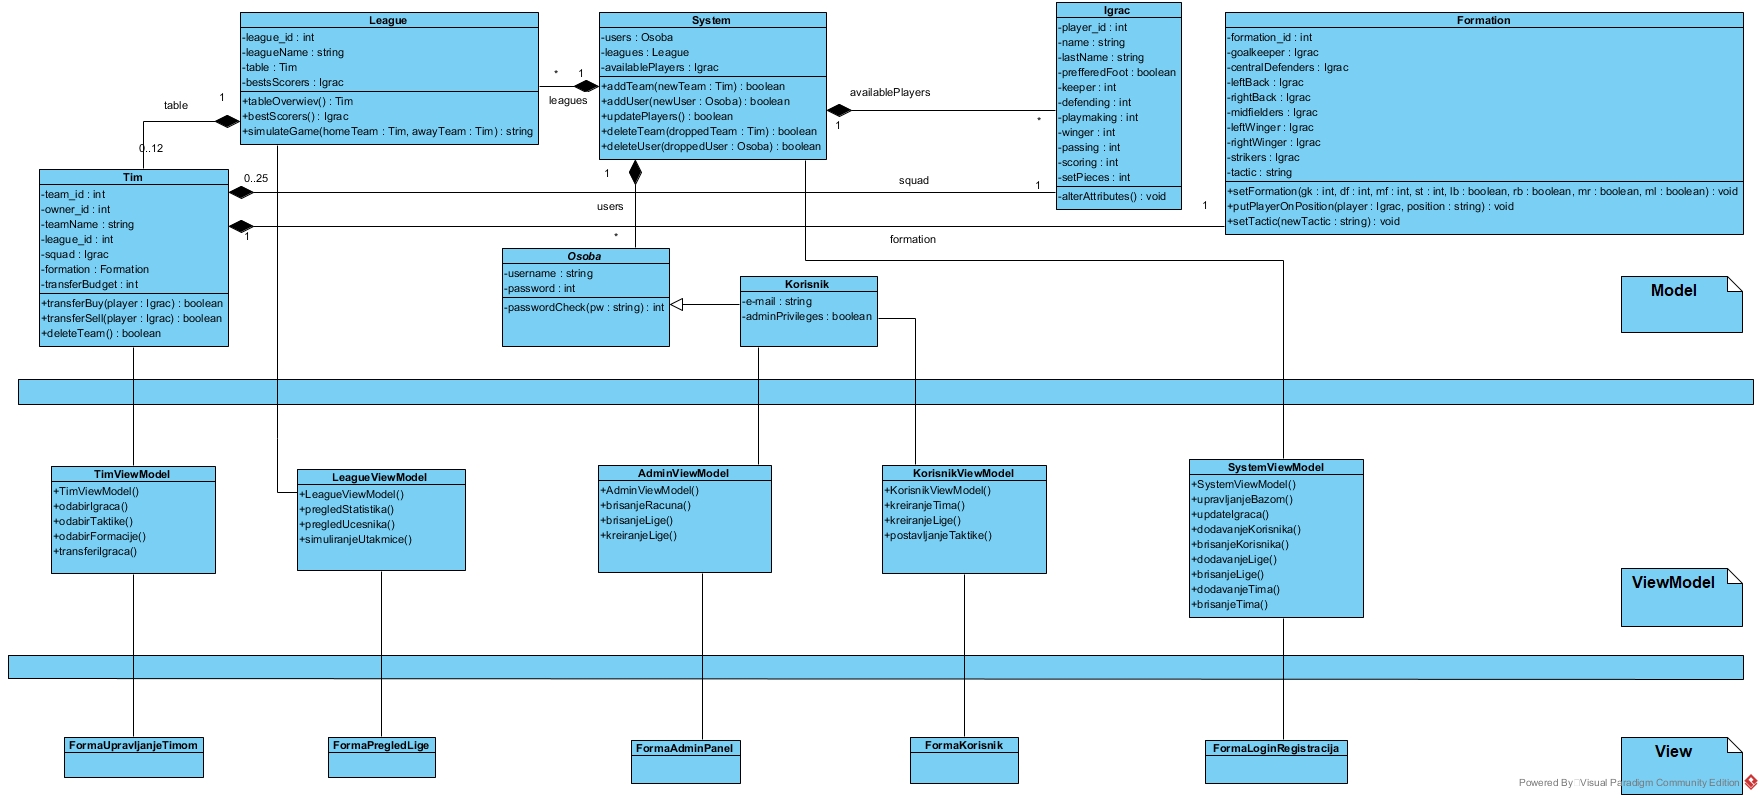 League
-league_id : int
-leagueName : string
-table : Tim
-bestsScorers : Igrac
+tableOverwiev() : Tim
+bestScorers() : Igrac
+simulateGame(homeTeam : Tim, awayTeam : Tim) : string
System
-users : Osoba
-leagues : League
-availablePlayers : Igrac
+addTeam(newTeam : Tim) : boolean
+addUser(newUser : Osoba) : boolean
+updatePlayers() : boolean
+deleteTeam(droppedTeam : Tim) : boolean
+deleteUser(droppedUser : Osoba) : boolean
Igrac
-player_id : int
-name : string
-lastName : string
-prefferedFoot : boolean
-keeper : int
-defending : int
-playmaking : int
-winger : int
-passing : int
-scoring : int
-setPieces : int
-alterAttributes() : void
Formation
-formation_id : int
-goalkeeper : Igrac
-centralDefenders : Igrac
-leftBack : Igrac
-rightBack : Igrac
-midfielders : Igrac
-leftWinger : Igrac
-rightWinger : Igrac
-strikers : Igrac
-tactic : string
+setFormation(gk : int, df : int, mf : int, st : int, lb : boolean, rb : boolean, mr : boolean, ml : boolean) : void
+putPlayerOnPosition(player : Igrac, position : string) : void
+setTactic(newTactic : string) : void
* 1
leagues
availablePlayers
1 *
table 1
0..12
Tim
-team_id : int
-owner_id : int
-teamName : string
-league_id : int
-squad : Igrac
-formation : Formation
-transferBudget : int
+transferBuy(player : Igrac) : boolean
+transferSell(player : Igrac) : boolean
+deleteTeam() : boolean
0..25 squad 1
1 formation 1
1
users
*
Osoba
-username : string
-password : int
-passwordCheck(pw : string) : int
Korisnik
-e-mail : string
-adminPrivileges : boolean
Model
TimViewModel
+TimViewModel()
+odabirIgraca()
+odabirTaktike()
+odabirFormacije()
+transferiIgraca()
LeagueViewModel
+LeagueViewModel()
+pregledStatistika()
+pregledUcesnika()
+simuliranjeUtakmice()
AdminViewModel
+AdminViewModel()
+brisanjeRacuna()
+brisanjeLige()
+kreiranjeLige()
KorisnikViewModel
+KorisnikViewModel()
+kreiranjeTima()
+kreiranjeLige()
+postavljanjeTaktike()
SystemViewModel
+SystemViewModel()
+upravljanjeBazom()
+updateIgraca()
+dodavanjeKorisnika()
+brisanjeKorisnika()
+dodavanjeLige()
+brisanjeLige()
+dodavanjeTima()
+brisanjeTima()
ViewModel
FormaUpravljanjeTimom
FormaPregledLige
FormaAdminPanel
FormaKorisnik
FormaLoginRegistracija
View
Powered By Visual Paradigm Community Edition